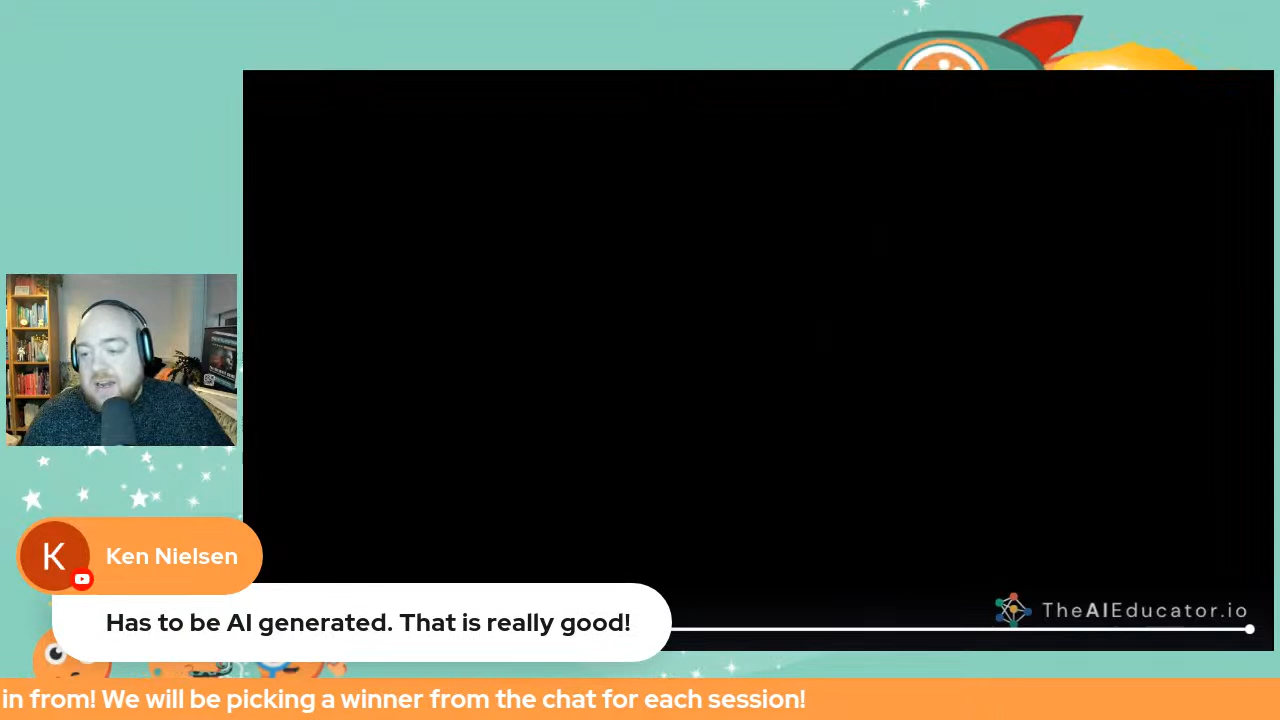 K
Ken Nielsen
Has to be AI generated. That is really good!
TheAIEducator.io
in from! We will be picking a winner from the chat for each session!